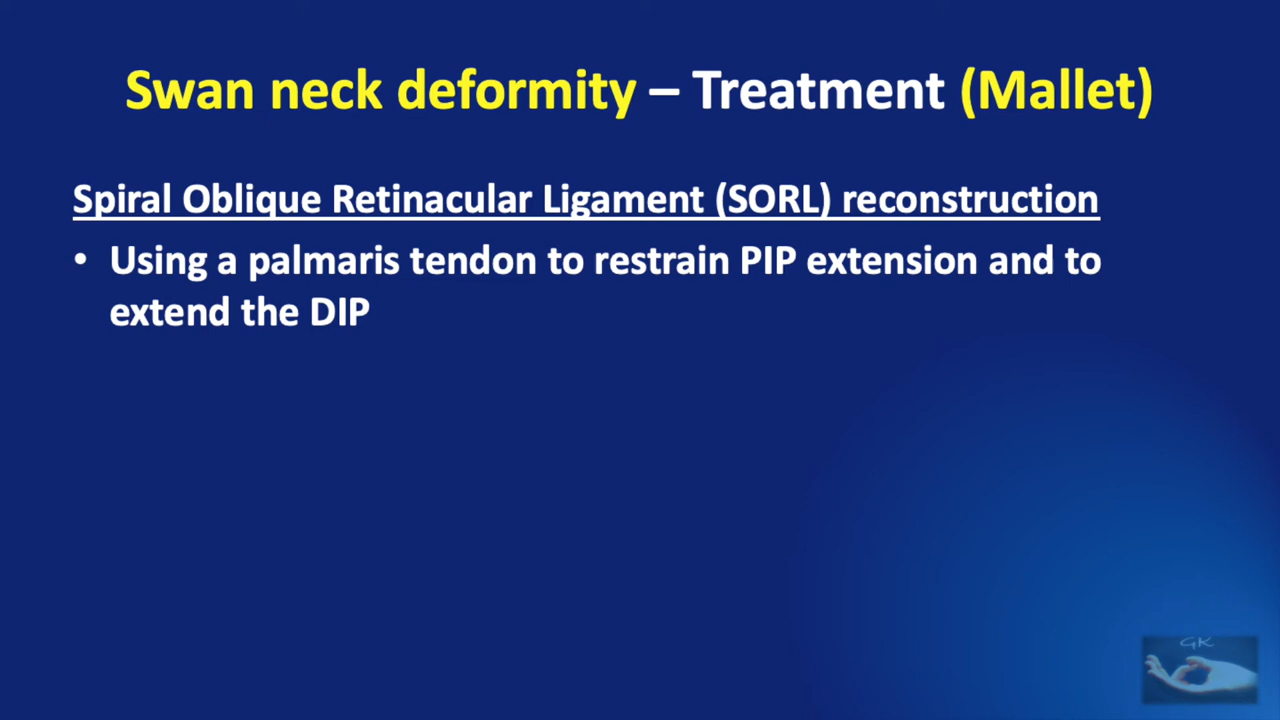 Swan neck deformity – Treatment (Mallet)
Spiral Oblique Retinacular Ligament (SORL) reconstruction
• Using a palmaris tendon to restrain PIP extension and to
extend the DIP
GK